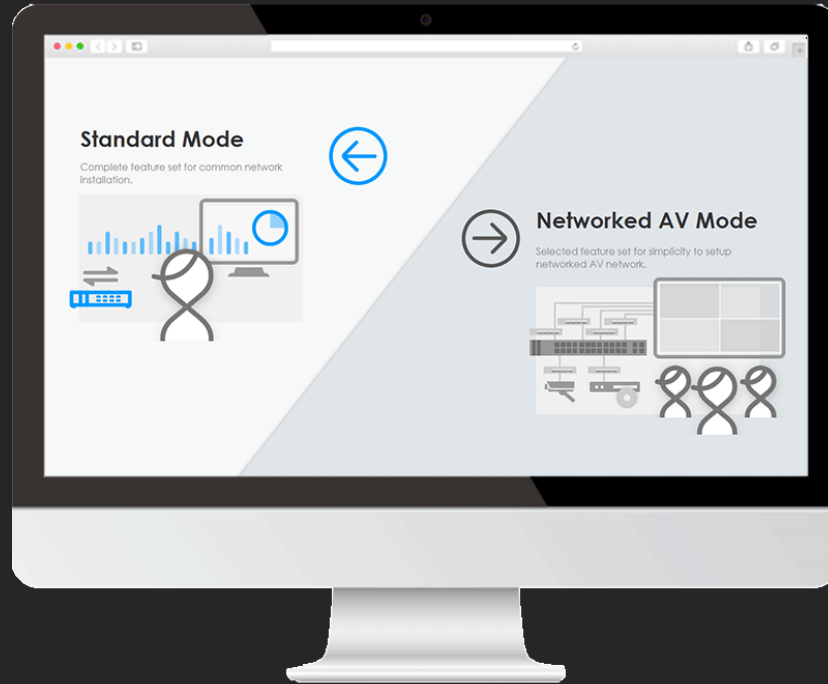 Standard Mode
Complete feature set for common network
installation.
Networked AV Mode
Selected feature set for simplicity to setup
networked AV network.